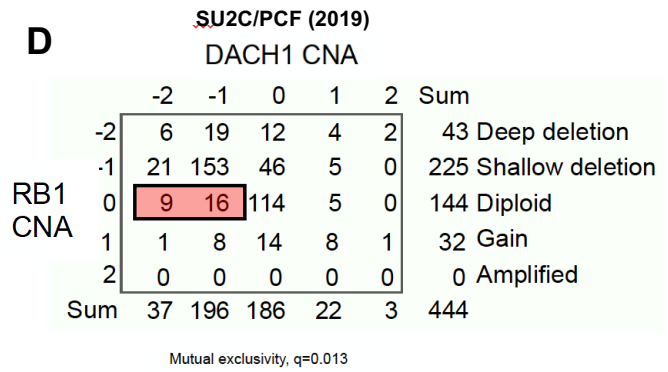 SU2C/PCF (2019)
D
DACH1 CNA
-2 -1 0 1 2 Sum
-2 6 19 12 4 2 43 Deep deletion
-1 21 153 46 5 0 225 Shallow deletion
RB1 CNA
0 9 16 114 5 0 144 Diploid
1 1 8 14 8 1 32 Gain
2 0 0 0 0 0 0 Amplified
Sum 37 196 186 22 3 444
Mutual exclusivity, q=0.013